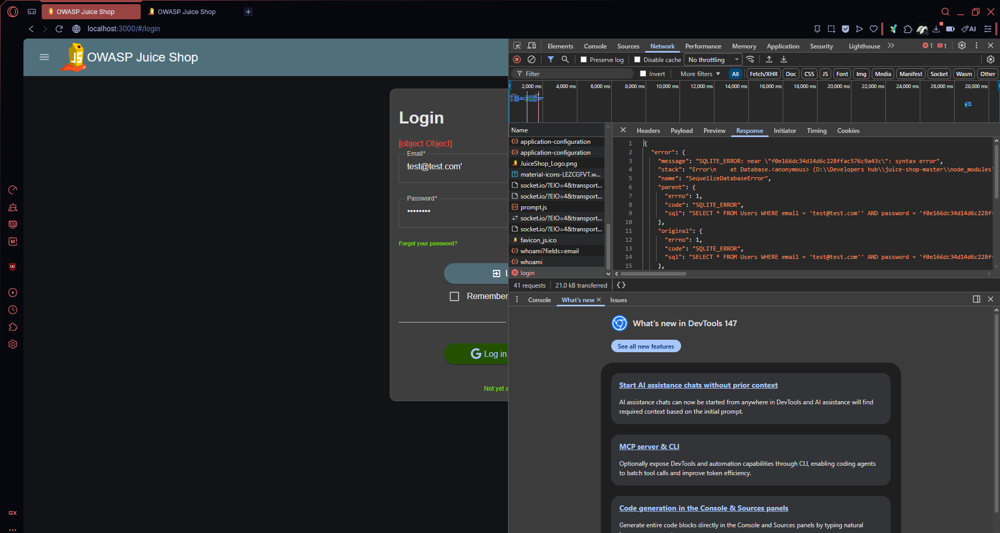 OWASP Juice Shop
OWASP Juice Shop
localhost:3000/#/login
AI
OWASP Juice Shop
Login
[object Object]
Email*
test@test.com'
Password*
••••••••
Forgot your password?
L
Remember
Log in
Not yet a
GX
Elements Console Sources Network Performance Memory Application Security Lighthouse 1 1
Preserve log Disable cache No throttling
Filter Invert More filters All Fetch/XHR Doc CSS JS Font Img Media Manifest Socket Wasm Other
2,000 ms 4,000 ms 6,000 ms 8,000 ms 10,000 ms 12,000 ms 14,000 ms 16,000 ms 18,000 ms 20,000 ms 22,000 ms 24,000 ms 26,000 ms 28,000 ms
Name
application-configuration
application-configuration
JuiceShop_Logo.png
material-icons-LEZCGFVT.w...
socket.io/?EIO=4&transport...
socket.io/?EIO=4&transport...
prompt.js
socket.io/?EIO=4&transport...
socket.io/?EIO=4&transport...
favicon_js.ico
whoami?fields=email
whoami
login
Headers Payload Preview Response Initiator Timing Cookies
1 {
2 "error": {
3 "message": "SQLITE_ERROR: near \"f0e166dc34d14d6c228ffac576c9a43c\": syntax error",
4 "stack": "Error\n    at Database.<anonymous> (D:\\Developers hub\\juice-shop-master\\node_modules
5 "name": "SequelizeDatabaseError",
6 "parent": {
7 "errno": 1,
8 "code": "SQLITE_ERROR",
9 "sql": "SELECT * FROM Users WHERE email = 'test@test.com'' AND password = 'f0e166dc34d14d6c228f
10 },
11 "original": {
12 "errno": 1,
13 "code": "SQLITE_ERROR",
14 "sql": "SELECT * FROM Users WHERE email = 'test@test.com'' AND password = 'f0e166dc34d14d6c228f
15 },
41 requests 21.0 kB transferred { }
Console What's new Issues
What's new in DevTools 147
See all new features
Start AI assistance chats without prior context
AI assistance chats can now be started from anywhere in DevTools and AI assistance will find
required context based on the initial prompt.
MCP server & CLI
Optionally expose DevTools and automation capabilities through CLI, enabling coding agents
to batch tool calls and improve token efficiency.
Code generation in the Console & Sources panels
Generate entire code blocks directly in the Console and Sources panels by typing natural